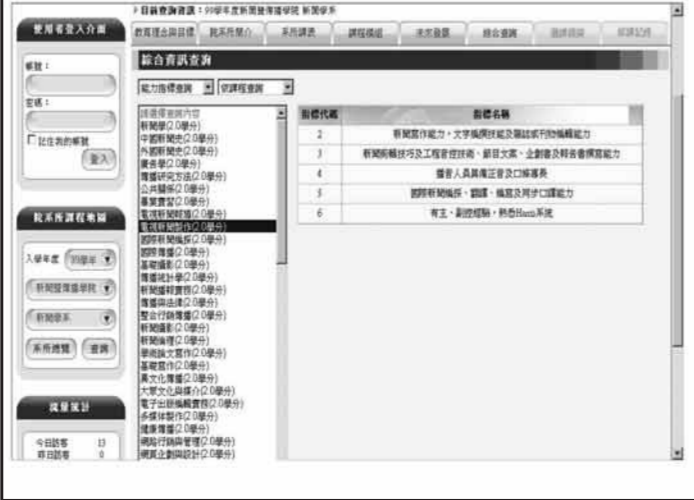 目前查詢資訊：99學年度新聞暨傳播學院 新聞學系
使用者登入介面
教育理念與目標
院系所簡介
系所課表
課程模組
未來發展
綜合查詢
選課規劃
綜合資訊查詢
帳號：
密碼：
記住我的帳號
登入
能力指標查詢
依課程查詢
請選擇查詢內容
新聞學(2.0學分)
中國新聞史(2.0學分)
外國新聞史(2.0學分)
廣告學(2.0學分)
傳播研究方法(2.0學分)
公共關係(2.0學分)
專業實習(2.0學分)
電視新聞報導(2.0學分)
電視新聞製作(2.0學分)
國際新聞編採(2.0學分)
國際傳播(2.0學分)
基礎攝影(2.0學分)
傳播統計學(2.0學分)
新聞編輯實務(2.0學分)
傳播與法律(2.0學分)
整合行銷傳播(2.0學分)
新聞攝影(2.0學分)
新聞倫理(2.0學分)
學術論文寫作(2.0學分)
基礎寫作(2.0學分)
異文化傳播(2.0學分)
大眾文化與媒介(2.0學分)
電子出版編輯實務(2.0學分)
多媒體製作(2.0學分)
健康傳播(2.0學分)
網路行銷與管理(2.0學分)
網頁企劃與設計(2.0學分)
指標代碼 指標名稱
2 新聞寫作能力，文字編撰技能及雜誌或刊物編輯能力
3 新聞剪輯技巧及工程音控技術、節目文案、企劃書及報告書撰寫能力
4 播音人員具備正音及口條專長
5 國際新聞編採、翻譯、編寫及同步口譯能力
6 有主、副控經驗，熟悉Harris系統
院系所課程地圖
入學年度 99學年
新聞暨傳播學院
新聞學系
系所總覽
查詢
流量統計
今日訪客 13
昨日訪客 0